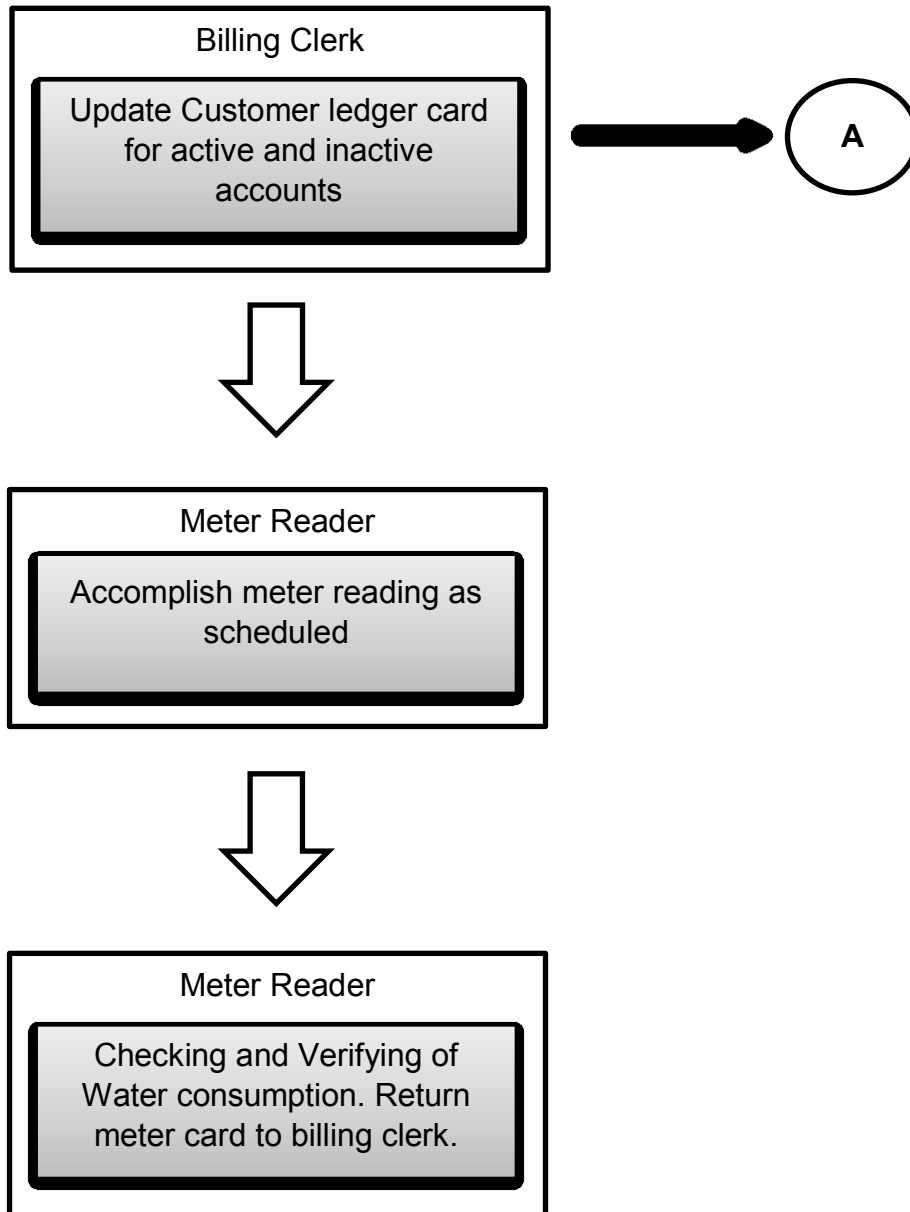 Billing Clerk
Update Customer ledger card
for active and inactive
accounts
A
Meter Reader
Accomplish meter reading as
scheduled
Meter Reader
Checking and Verifying of
Water consumption. Return
meter card to billing clerk.